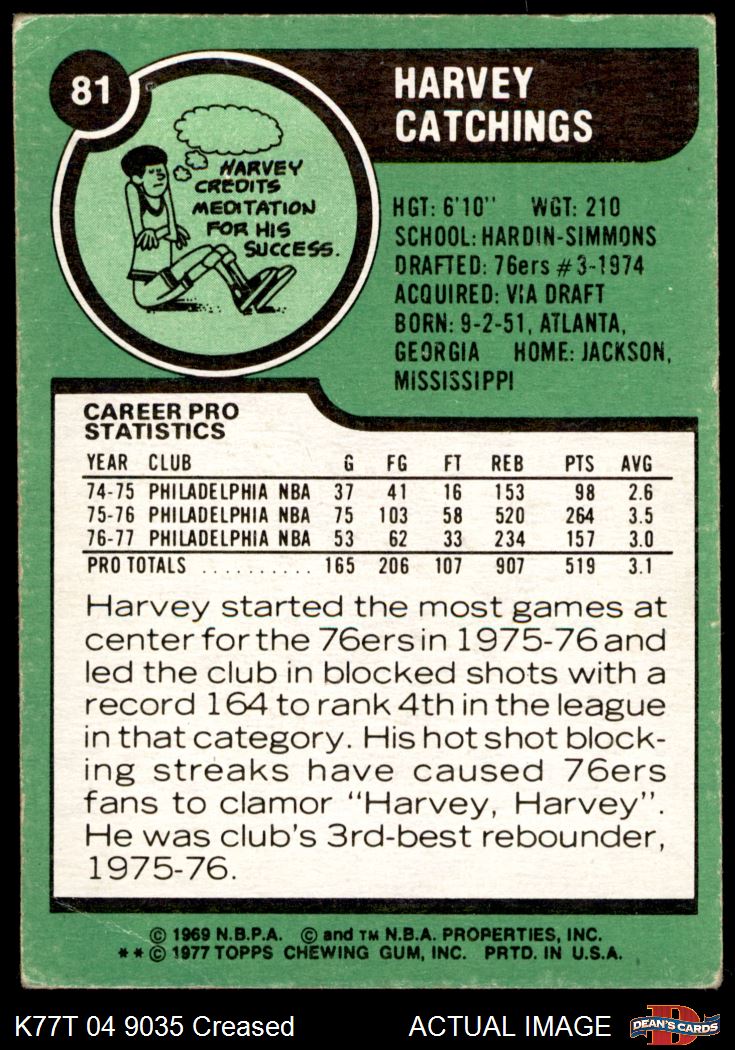 81
HARVEY
CATCHINGS
HARVEY
CREDITS
MEDITATION
FOR HIS
SUCCESS.
HGT: 6'10" WGT: 210
SCHOOL: HARDIN-SIMMONS
DRAFTED: 76ers #3-1974
ACQUIRED: VIA DRAFT
BORN: 9-2-51, ATLANTA,
GEORGIA HOME: JACKSON,
MISSISSIPPI
CAREER PRO
STATISTICS
YEAR CLUB G FG FT REB PTS AVG
74-75 PHILADELPHIA NBA 37 41 16 153 98 2.6
75-76 PHILADELPHIA NBA 75 103 58 520 264 3.5
76-77 PHILADELPHIA NBA 53 62 33 234 157 3.0
PRO TOTALS .......... 165 206 107 907 519 3.1
Harvey started the most games at
center for the 76ers in 1975-76 and
led the club in blocked shots with a
record 164 to rank 4th in the league
in that category. His hot shot block-
ing streaks have caused 76ers
fans to clamor "Harvey, Harvey".
He was club's 3rd-best rebounder,
1975-76.
© 1969 N.B.P.A. © and TM N.B.A. PROPERTIES, INC.
**© 1977 TOPPS CHEWING GUM, INC. PRTD. IN U.S.A.
K77T 04 9035 Creased ACTUAL IMAGE DEAN'S CARDS